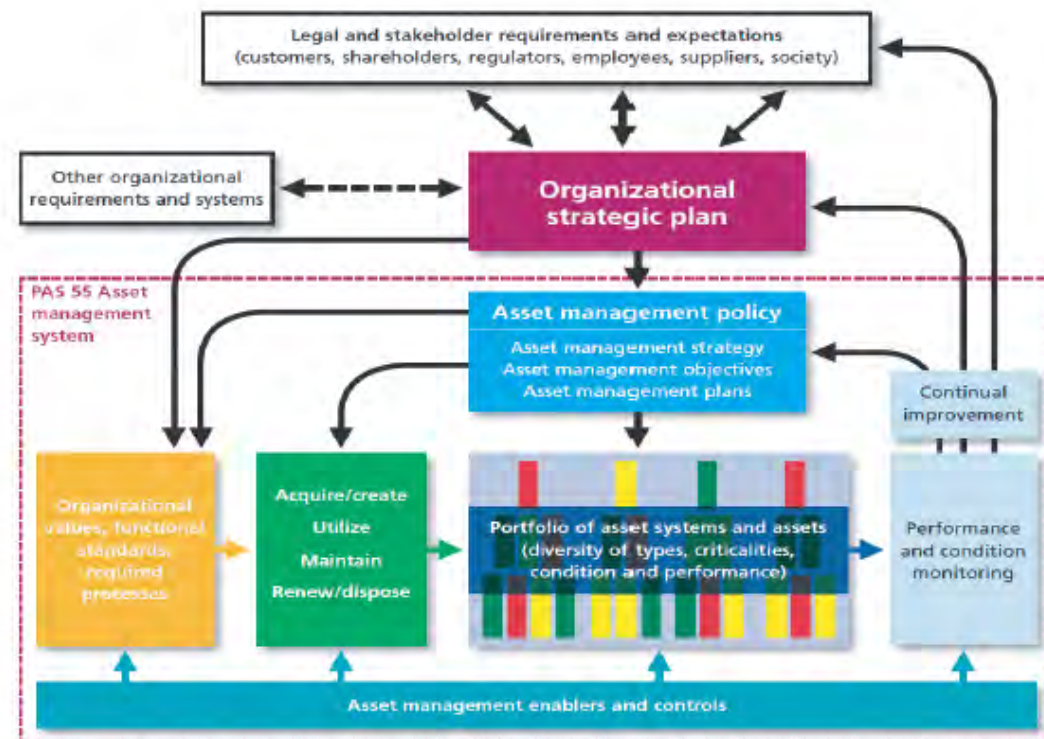 Legal and stakeholder requirements and expectations
(customers, shareholders, regulators, employees, suppliers, society)
Other organizational
requirements and systems
Organizational
strategic plan
PAS 55 Asset
management
system
Asset management policy
Asset management strategy
Asset management objectives
Asset management plans
Continual
improvement
Organizational
values, functional
standards,
required
processes
Acquire/create
Utilize
Maintain
Renew/dispose
Portfolio of asset systems and assets
(diversity of types, criticalities,
condition and performance)
Performance
and condition
monitoring
Asset management enablers and controls